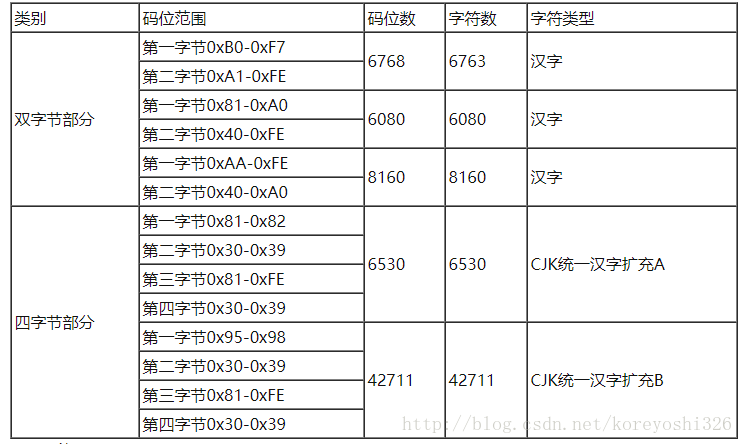 类别 码位范围 码位数 字符数 字符类型
双字节部分
第一字节0xB0-0xF7
第二字节0xA1-0xFE
6768 6763 汉字
第一字节0x81-0xA0
第二字节0x40-0xFE
6080 6080 汉字
第一字节0xAA-0xFE
第二字节0x40-0xA0
8160 8160 汉字
四字节部分
第一字节0x81-0x82
第二字节0x30-0x39
第三字节0x81-0xFE
第四字节0x30-0x39
6530 6530 CJK统一汉字扩充A
第一字节0x95-0x98
第二字节0x30-0x39
第三字节0x81-0xFE
第四字节0x30-0x39
42711 42711 CJK统一汉字扩充B
http://blog.csdn.net/koreyoshi326